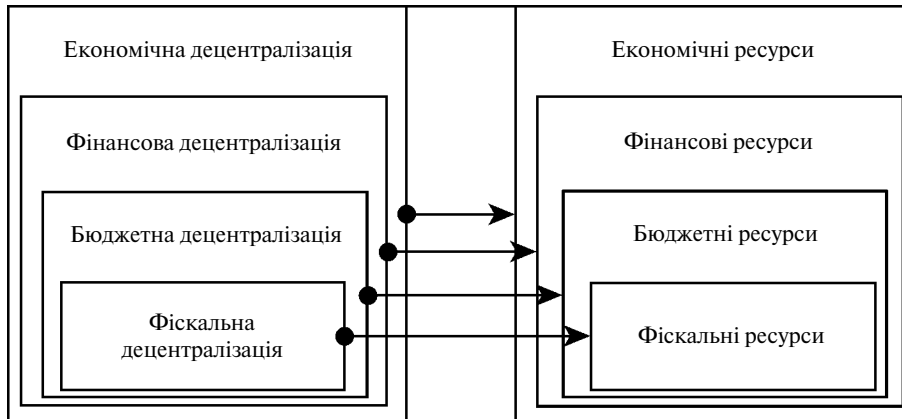 Економічна децентралізація
Економічні ресурси
Фінансова децентралізація
Фінансові ресурси
Бюджетна децентралізація
Бюджетні ресурси
Фіскальна
децентралізація
Фіскальні ресурси